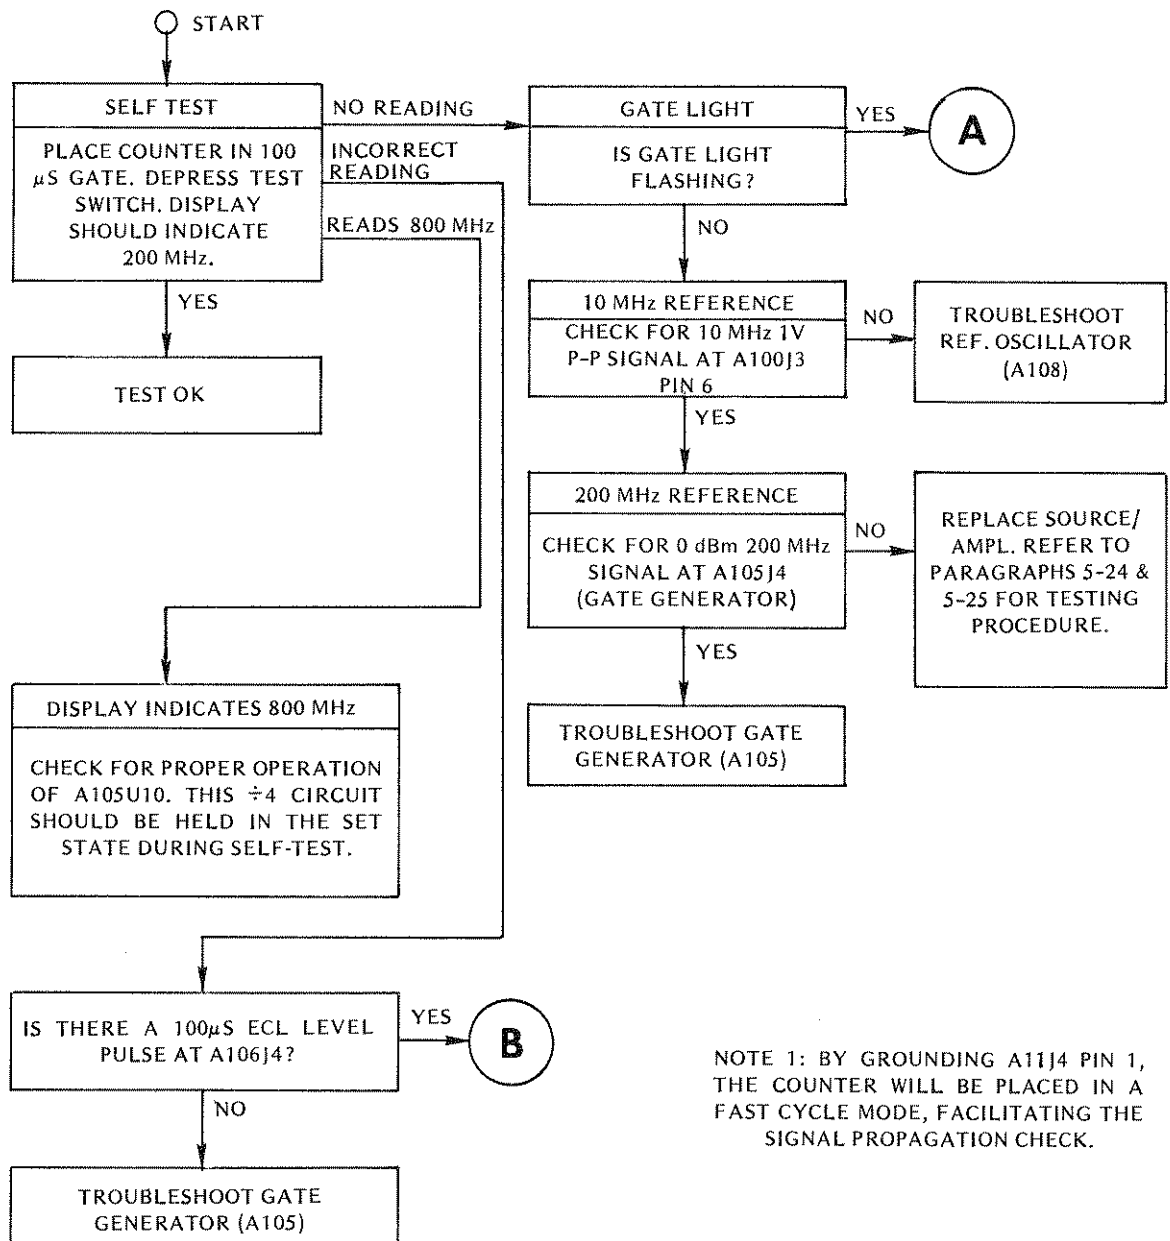 START
SELF TEST
PLACE COUNTER IN 100
μS GATE. DEPRESS TEST
SWITCH. DISPLAY
SHOULD INDICATE
200 MHz.
NO READING
INCORRECT
READING
READS 800 MHz
YES
TEST OK
GATE LIGHT
IS GATE LIGHT
FLASHING?
YES
A
NO
10 MHz REFERENCE
CHECK FOR 10 MHz 1V
P-P SIGNAL AT A100J3
PIN 6
NO
TROUBLESHOOT
REF. OSCILLATOR
(A108)
YES
200 MHz REFERENCE
CHECK FOR 0 dBm 200 MHz
SIGNAL AT A105J4
(GATE GENERATOR)
NO
REPLACE SOURCE/
AMPL. REFER TO
PARAGRAPHS 5-24 &
5-25 FOR TESTING
PROCEDURE.
YES
TROUBLESHOOT GATE
GENERATOR (A105)
DISPLAY INDICATES 800 MHz
CHECK FOR PROPER OPERATION
OF A105U10. THIS ÷4 CIRCUIT
SHOULD BE HELD IN THE SET
STATE DURING SELF-TEST.
IS THERE A 100μS ECL LEVEL
PULSE AT A106J4?
YES
B
NO
TROUBLESHOOT GATE
GENERATOR (A105)
NOTE 1: BY GROUNDING A11J4 PIN 1,
THE COUNTER WILL BE PLACED IN A
FAST CYCLE MODE, FACILITATING THE
SIGNAL PROPAGATION CHECK.